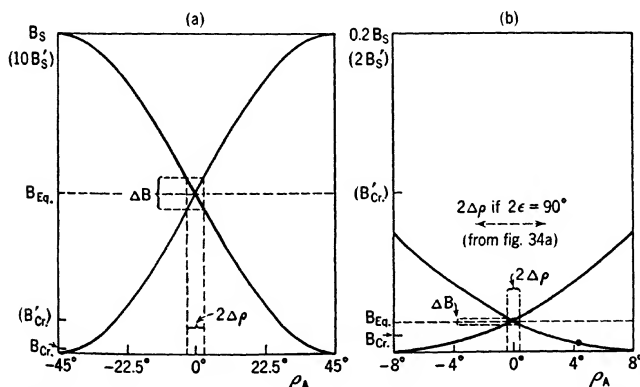 (a)
B_S
(10B'_S)
B_Eq.
ΔB
(B'_Cr.)
B_Cr.
2Δρ
-45° -22.5° 0° 22.5° 45°
ρ_A
(b)
0.2B_S
(2B'_S)
(B'_Cr.)
2Δρ if 2ϵ = 90°
(from fig. 34a)
2Δρ
ΔB
B_Eq.
B_Cr.
-8° -4° 0° 4° 8°
ρ_A